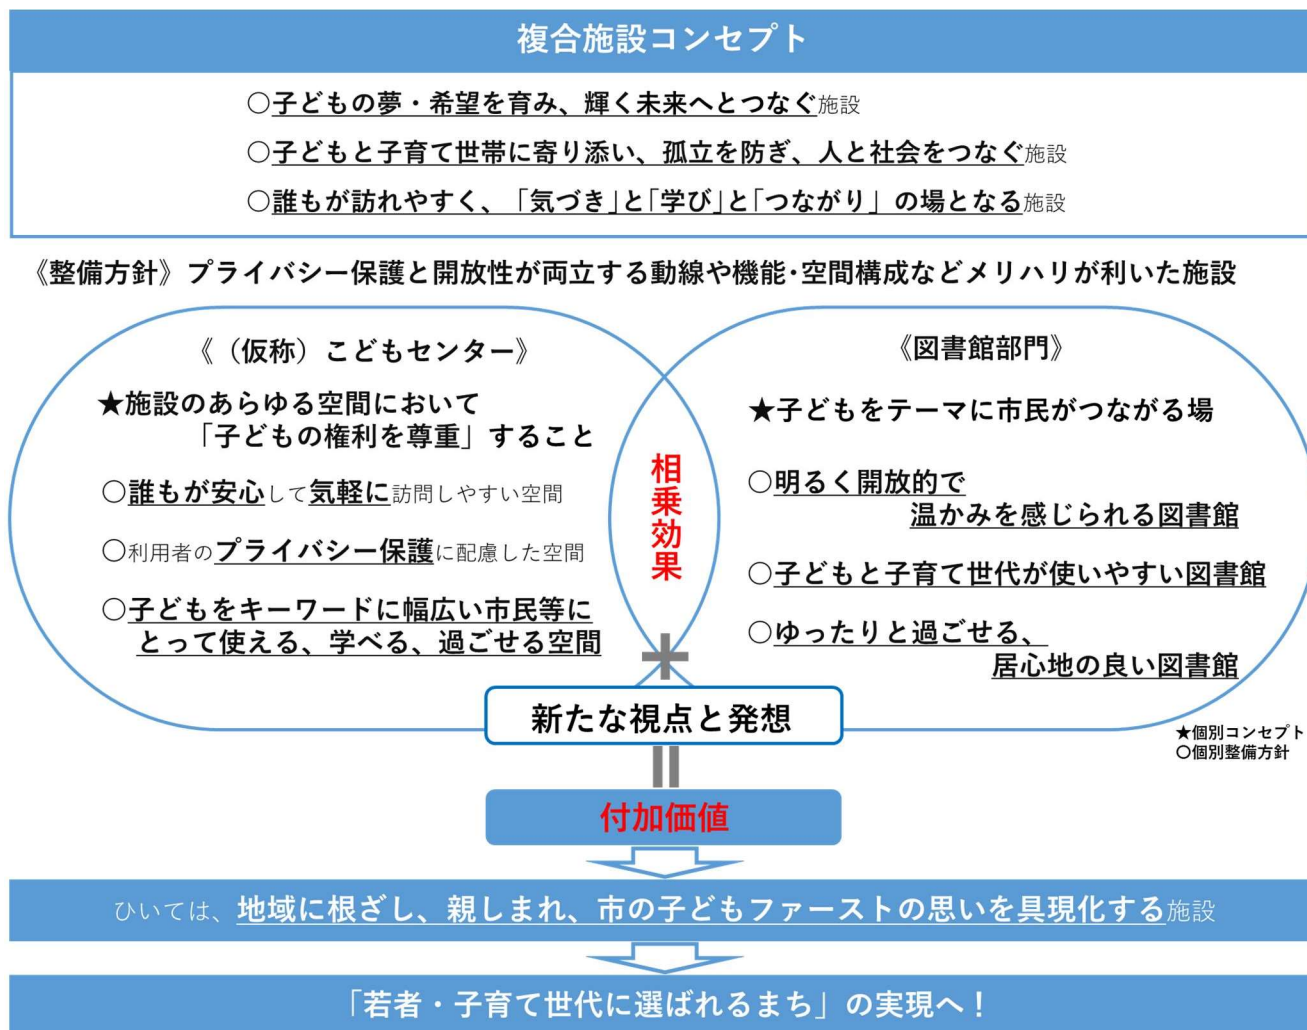 複合施設コンセプト
○子どもの夢・希望を育み、輝く未来へとつなぐ施設
○子どもと子育て世帯に寄り添い、孤立を防ぎ、人と社会をつなぐ施設
○誰もが訪れやすく、「気づき」と「学び」と「つながり」の場となる施設
《整備方針》プライバシー保護と開放性が両立する動線や機能・空間構成などメリハリが利いた施設
《（仮称）こどもセンター》
★施設のあらゆる空間において
「子どもの権利を尊重」すること
○誰もが安心して気軽に訪問しやすい空間
○利用者のプライバシー保護に配慮した空間
○子どもをキーワードに幅広い市民等に
とって使える、学べる、過ごせる空間
相乗効果
《図書館部門》
★子どもをテーマに市民がつながる場
○明るく開放的で
温かみを感じられる図書館
○子どもと子育て世代が使いやすい図書館
○ゆったりと過ごせる、
居心地の良い図書館
＋
新たな視点と発想
★個別コンセプト
○個別整備方針
付加価値
ひいては、地域に根ざし、親しまれ、市の子どもファーストの思いを具現化する施設
「若者・子育て世代に選ばれるまち」の実現へ！